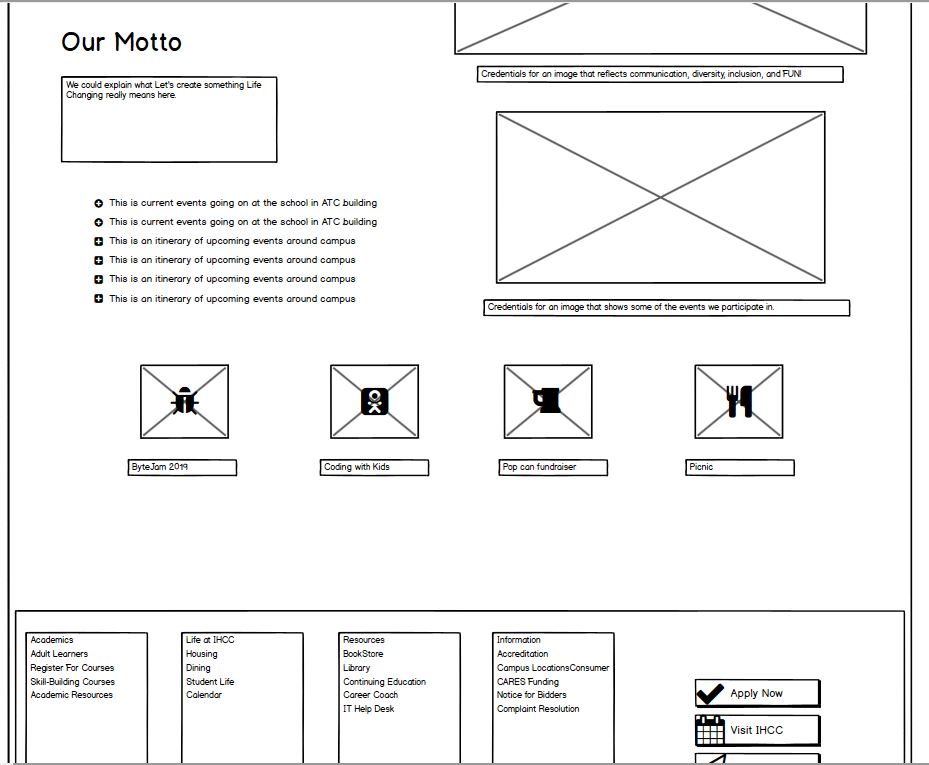 Our Motto
We could explain what Let's create something Life
Changing really means here.
Credentials for an image that reflects communication, diversity, inclusion, and FUN!
This is current events going on at the school in ATC building
This is current events going on at the school in ATC building
This is an itinerary of upcoming events around campus
This is an itinerary of upcoming events around campus
This is an itinerary of upcoming events around campus
This is an itinerary of upcoming events around campus
Credentials for an image that shows some of the events we participate in.
ByteJam 2019
Coding with Kids
Pop can fundraiser
Picnic
Academics
Adult Learners
Register For Courses
Skill-Building Courses
Academic Resources
Life at IHCC
Housing
Dining
Student Life
Calendar
Resources
BookStore
Library
Continuing Education
Career Coach
IT Help Desk
Information
Accreditation
Campus LocationsConsumer
CARES Funding
Notice for Bidders
Complaint Resolution
Apply Now
Visit IHCC